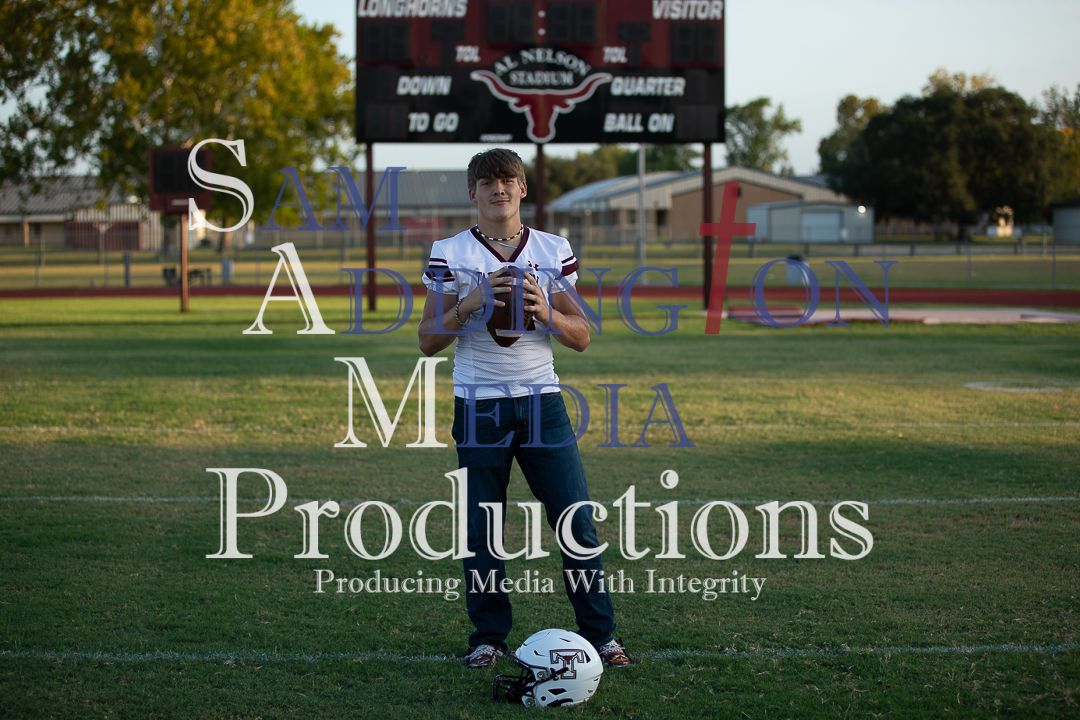 LONGHORNS VISITOR
TOL TOL
AL NELSON
STADIUM
DOWN QUARTER
TO GO BALL ON
SAM
ADDINGTON
MEDIA
Productions
Producing Media With Integrity
T